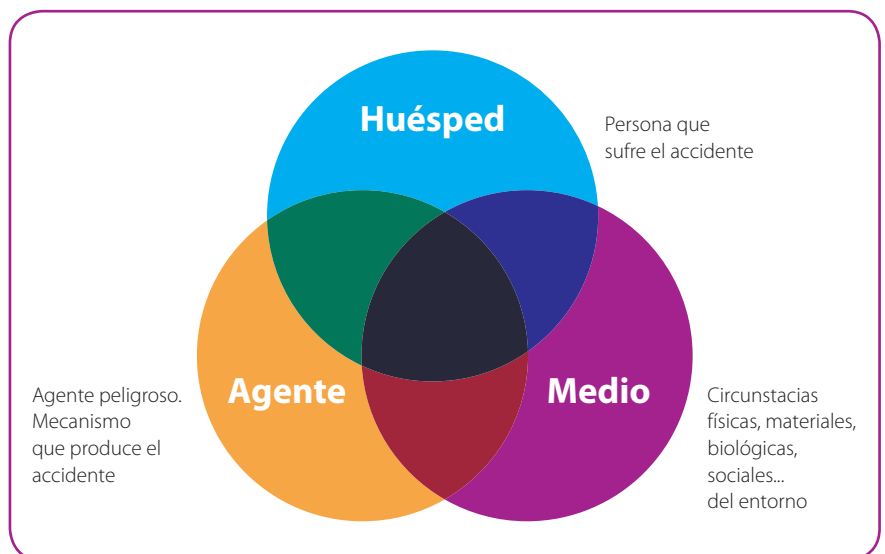 Huésped
Persona que
sufre el accidente
Agente
Agente peligroso.
Mecanismo
que produce el
accidente
Medio
Circunstacias
físicas, materiales,
biológicas,
sociales...
del entorno